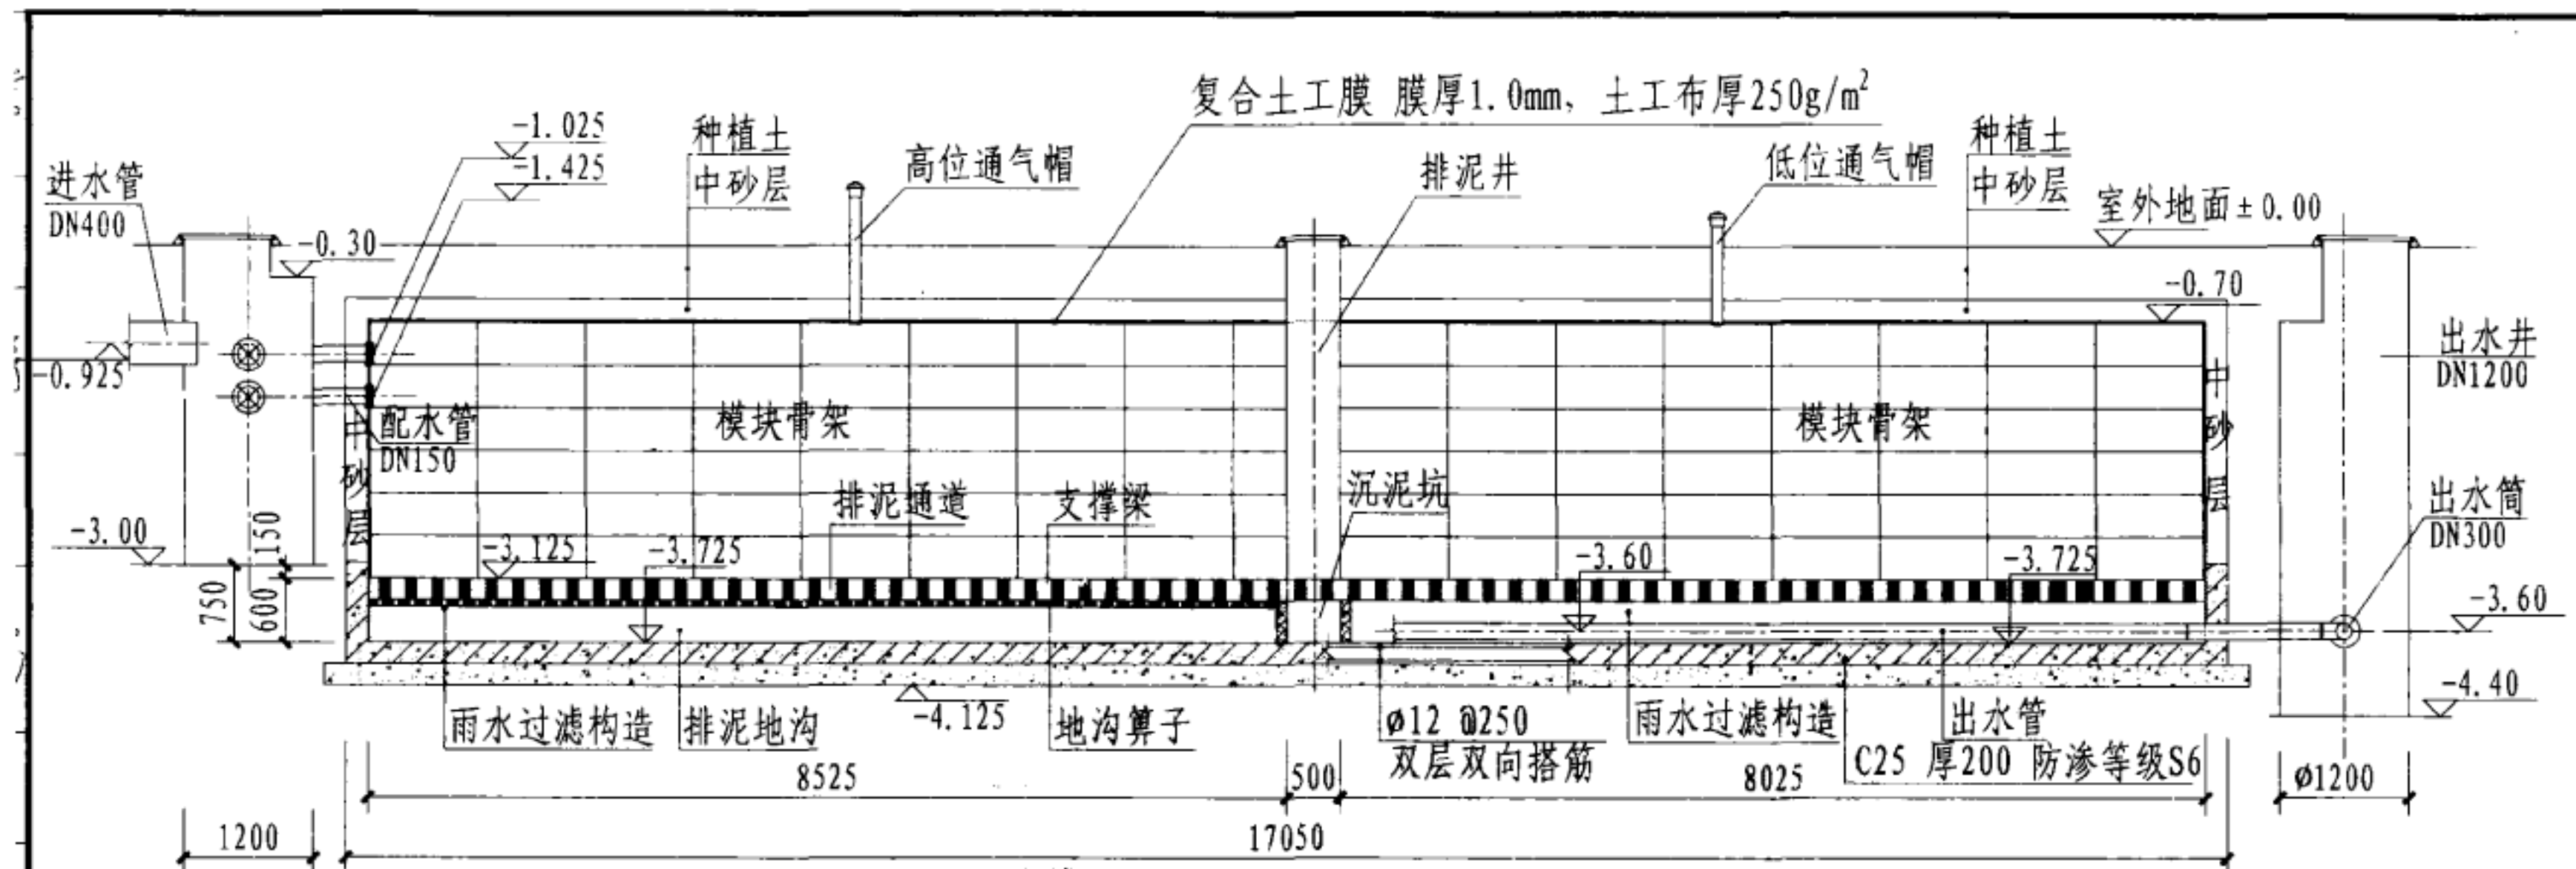 复合土工膜 膜厚1.0mm, 土工布厚250g/m²
-1.025
-1.425
种植土
中砂层
高位通气帽
排泥井
低位通气帽
种植土
中砂层
进水管
DN400
室外地面±0.00
-0.30
-0.70
-0.925
出水井
DN1200
配水管
DN150
模块骨架
模块骨架
中砂层
中砂层
排泥通道
支撑梁
沉泥坑
出水筒
DN300
-3.00
150
-3.125
-3.725
-3.60
-3.725
750
600
-3.60
-4.40
-4.125
雨水过滤构造
排泥地沟
地沟箅子
ø12 @250
双层双向搭筋
雨水过滤构造
出水管
C25 厚200 防渗等级S6
8525
500
8025
ø1200
1200
17050